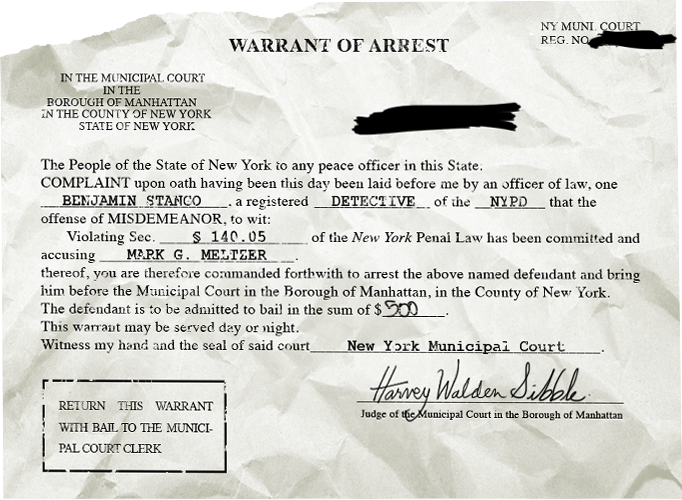 WARRANT OF ARREST
NY MUNI. COURT
REG. NO.
IN THE MUNICIPAL COURT
IN THE
BOROUGH OF MANHATTAN
IN THE COUNTY OF NEW YORK
STATE OF NEW YORK
The People of the State of New York to any peace officer in this State.
COMPLAINT upon oath having been this day been laid before me by an officer of law, one
BENJAMIN STANCO, a registered DETECTIVE of the NYPD that the
offense of MISDEMEANOR, to wit:
Violating Sec. § 140.05 of the New York Penal Law has been committed and
accusing MARK G. MELTZER.
thereof, you are therefore commanded forthwith to arrest the above named defendant and bring
him before the Municipal Court in the Borough of Manhattan, in the County of New York.
The defendant is to be admitted to bail in the sum of $500.
This warrant may be served day or night.
Witness my hand and the seal of said court New York Municipal Court.
Harvey Walden Sibble
Judge of the Municipal Court in the Borough of Manhattan
RETURN THIS WARRANT
WITH BAIL TO THE MUNICI-
PAL COURT CLERK